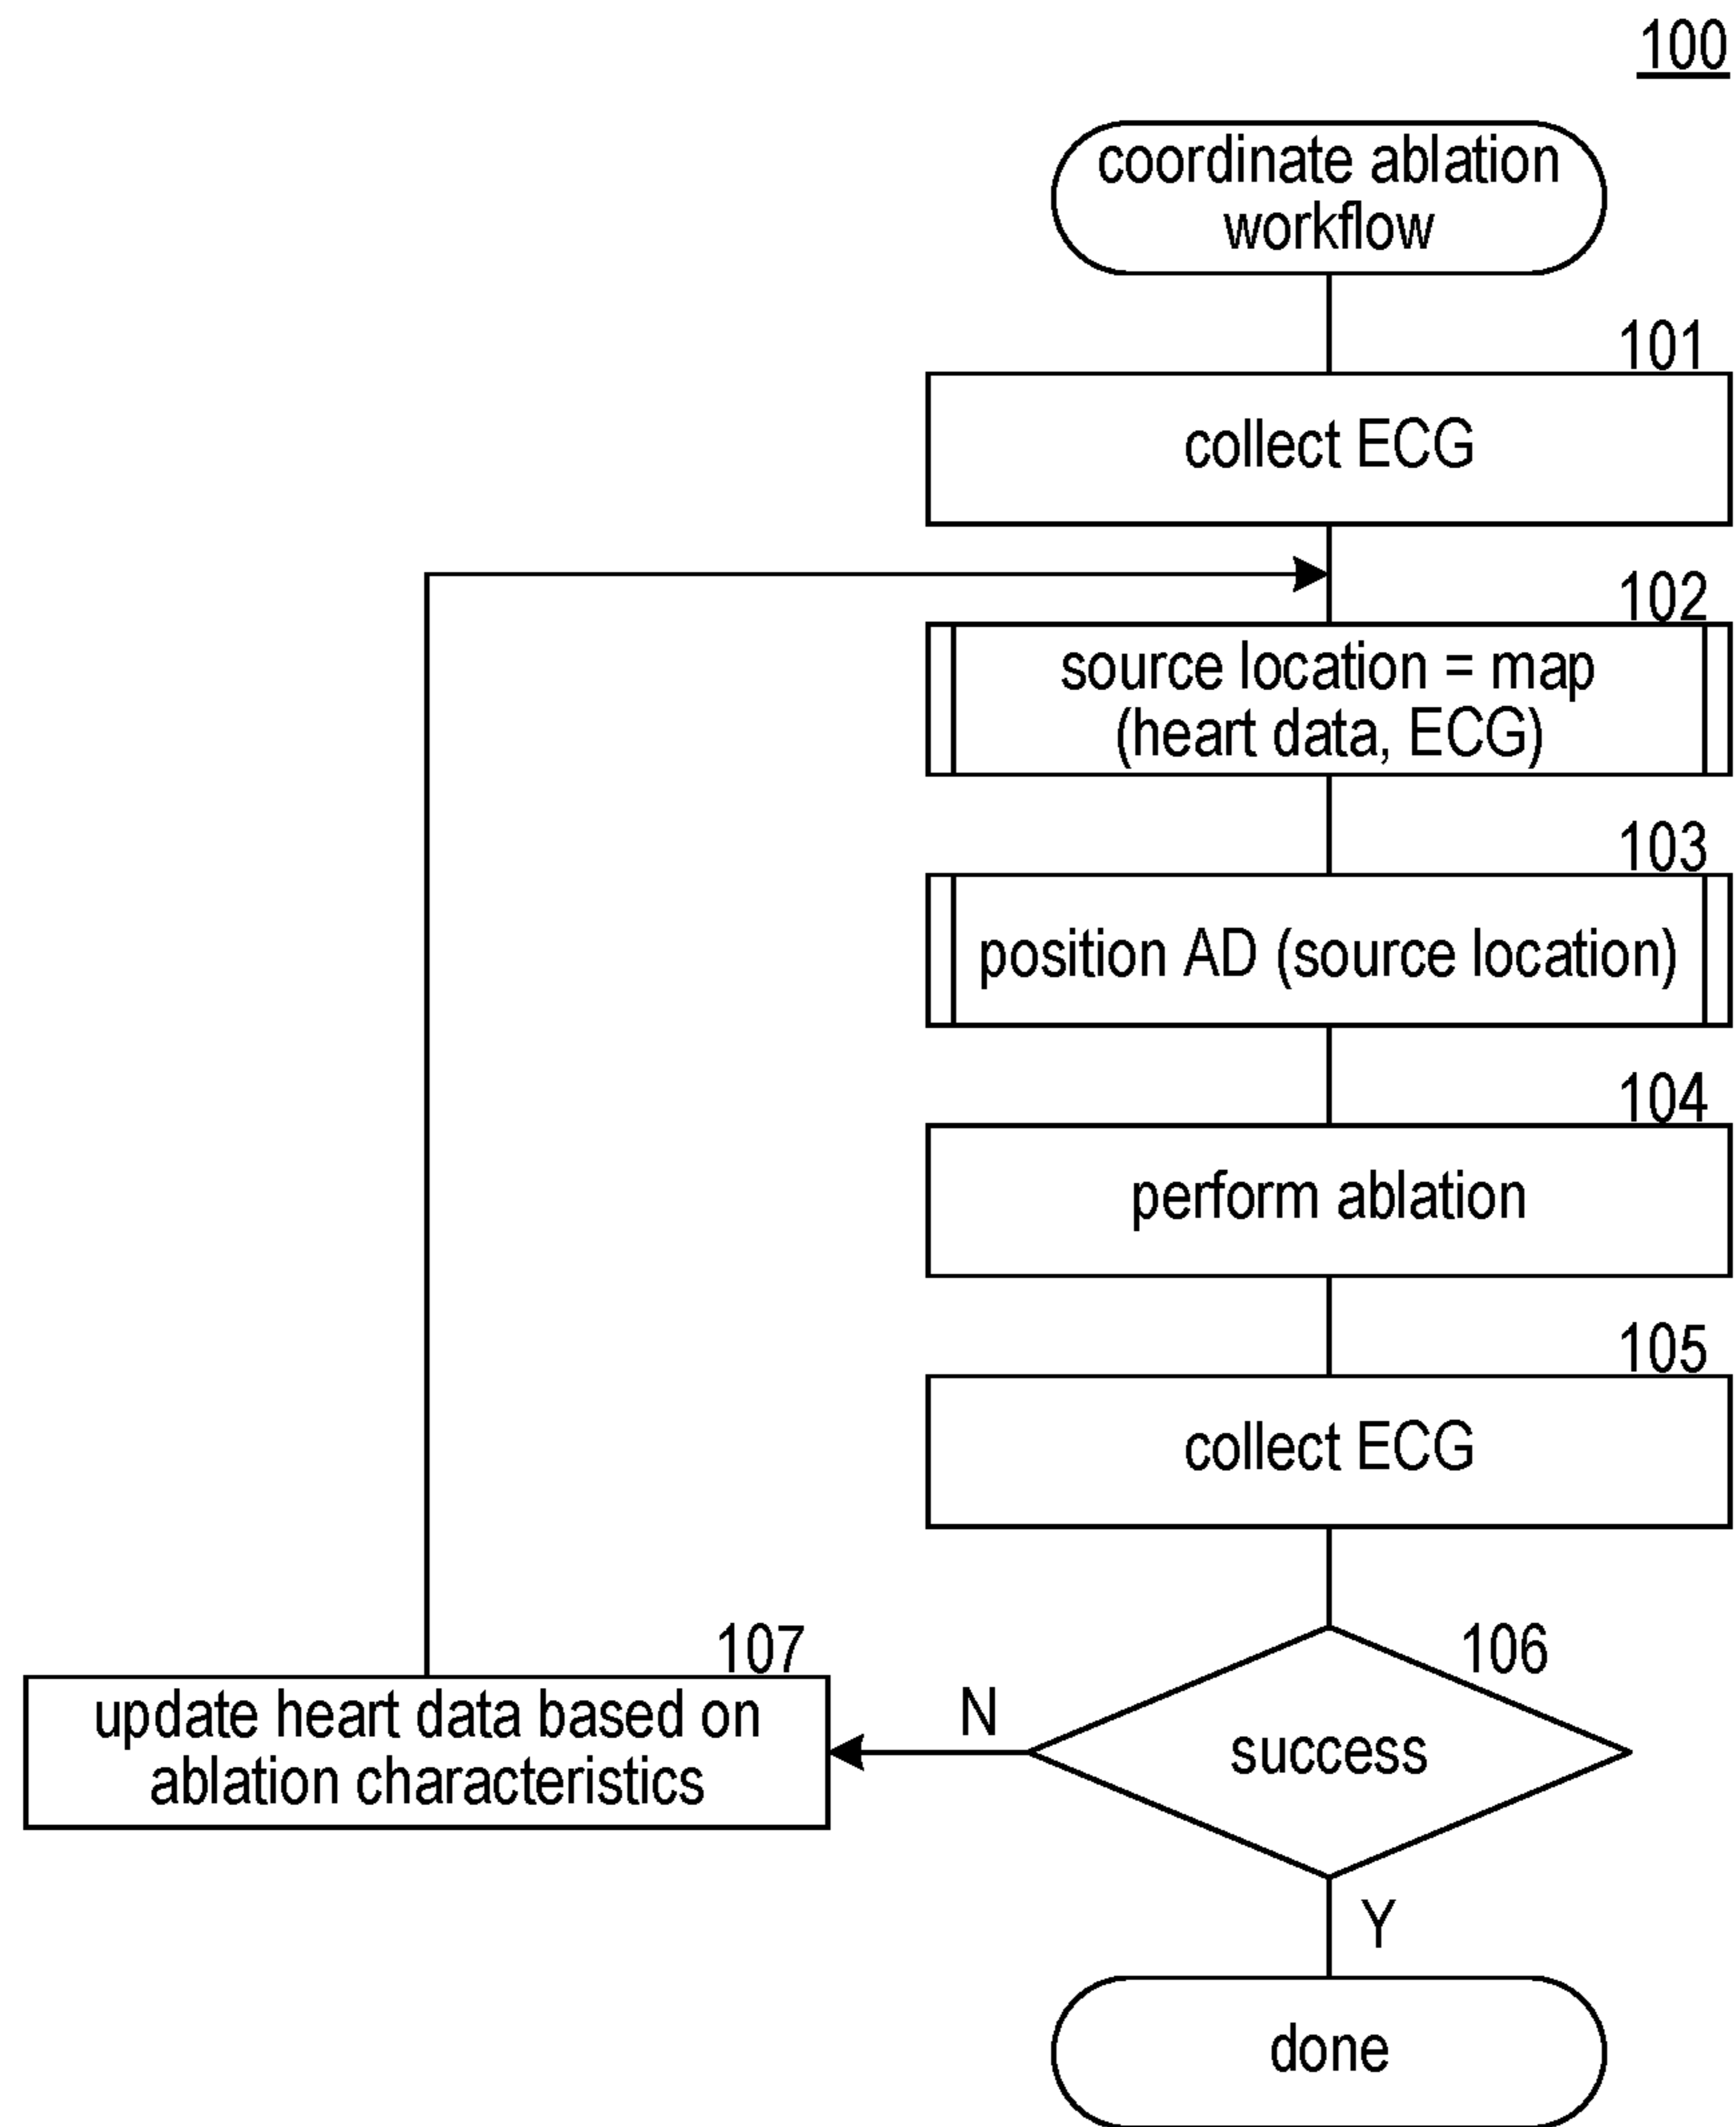 100
coordinate ablation
workflow
101
collect ECG
102
source location = map
(heart data, ECG)
103
position AD (source location)
104
perform ablation
105
collect ECG
106
success
N
107
update heart data based on
ablation characteristics
Y
done